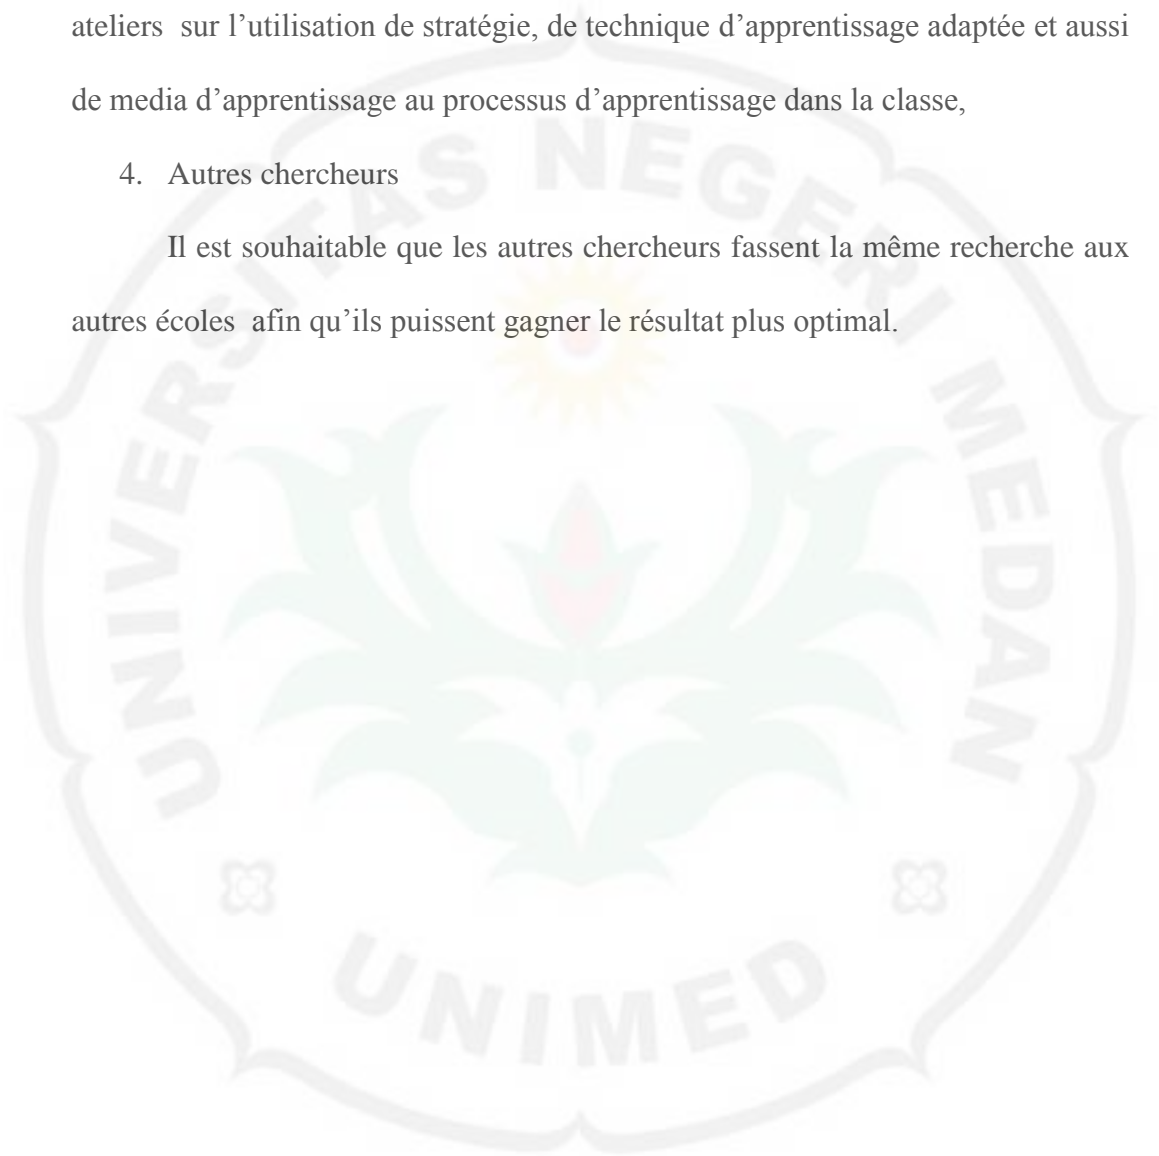 ateliers  sur l’utilisation de stratégie, de technique d’apprentissage adaptée et aussi
de media d’apprentissage au processus d’apprentissage dans la classe,
4. Autres chercheurs
Il est souhaitable que les autres chercheurs fassent la même recherche aux
autres écoles  afin qu’ils puissent gagner le résultat plus optimal.
UNIVERSITAS NEGERI MEDAN
UNIMED